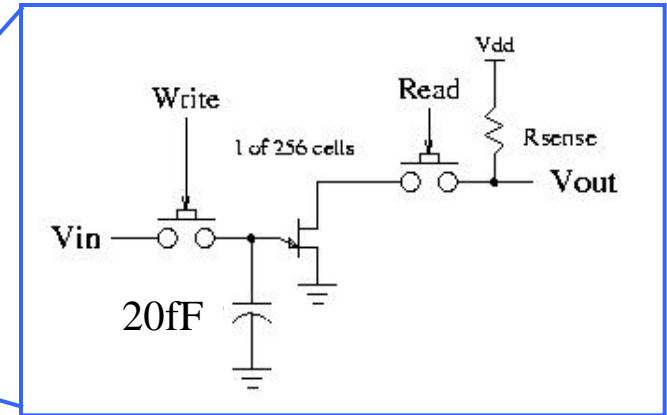 Vdd
Write
Read
1 of 256 cells
Rsense
Vout
Vin
20fF